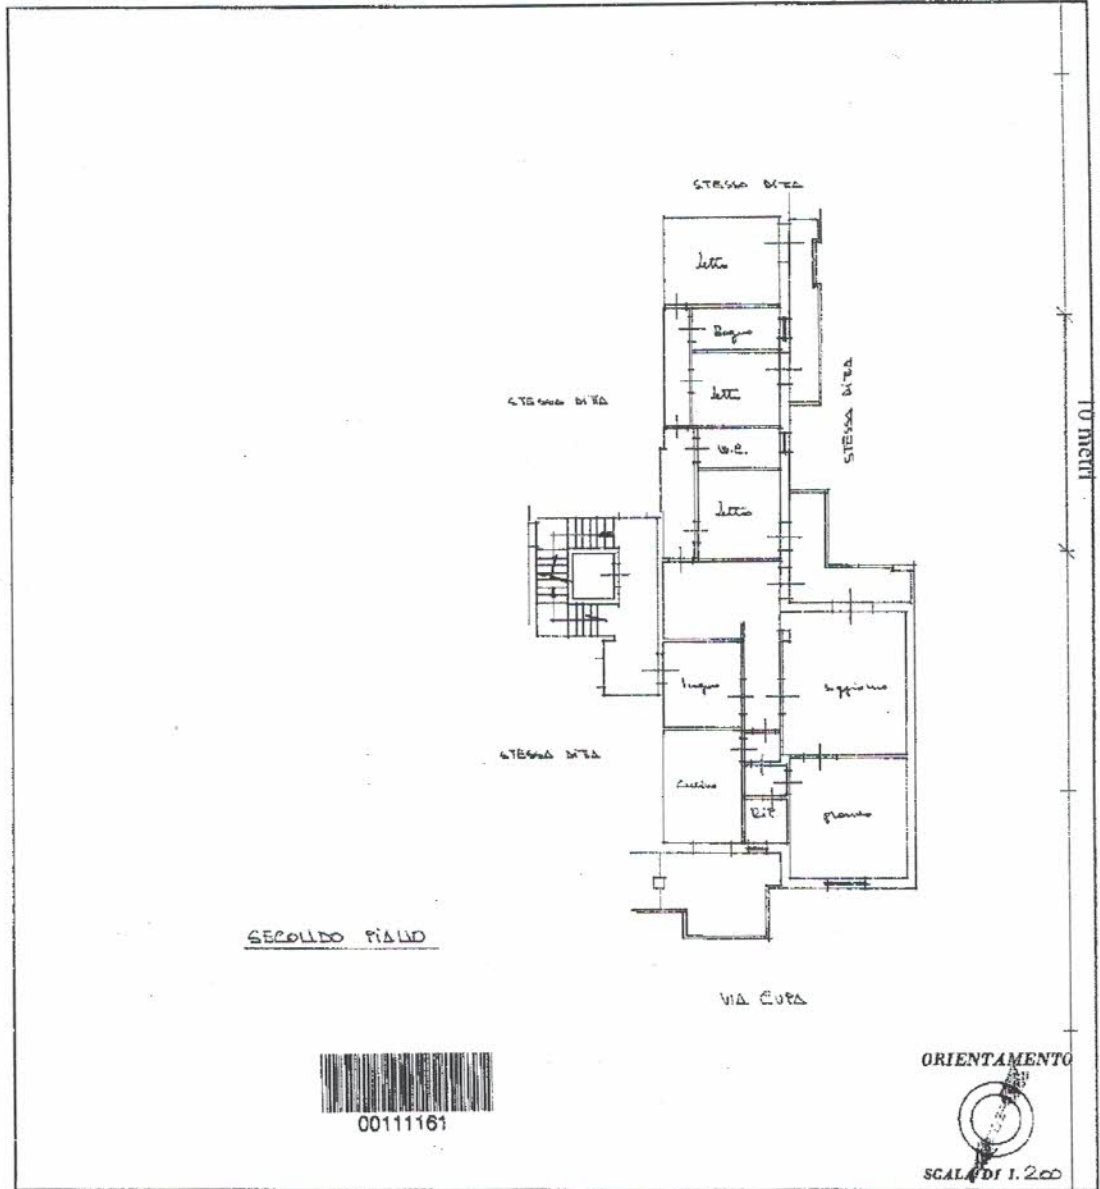 STESSA DITTA
letto
Bagno
letto
STESSA DITTA
STESSA DITTA
10 metri
W.C.
letto
Ingresso
soggiorno
STESSA DITTA
Cucina
Rip.
pranzo
SECONDO PIANO
VIA CUPA
00111161
ORIENTAMENTO
SCALA DI 1. 200